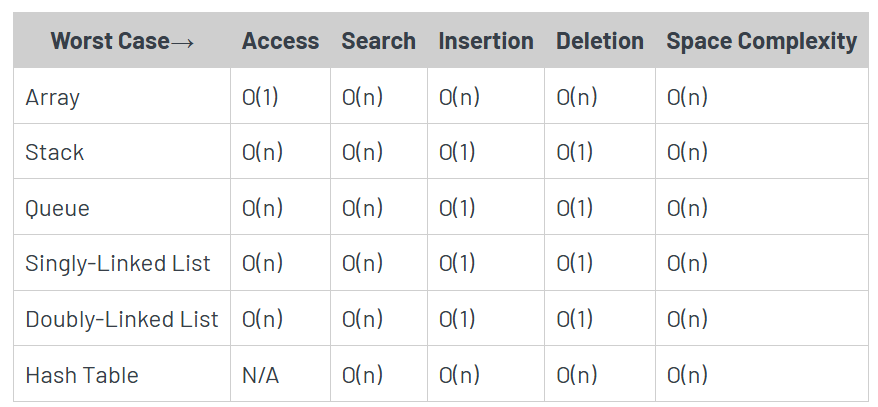 Worst Case→ Access Search Insertion Deletion Space Complexity
Array O(1) O(n) O(n) O(n) O(n)
Stack O(n) O(n) O(1) O(1) O(n)
Queue O(n) O(n) O(1) O(1) O(n)
Singly-Linked List O(n) O(n) O(1) O(1) O(n)
Doubly-Linked List O(n) O(n) O(1) O(1) O(n)
Hash Table N/A O(n) O(n) O(n) O(n)